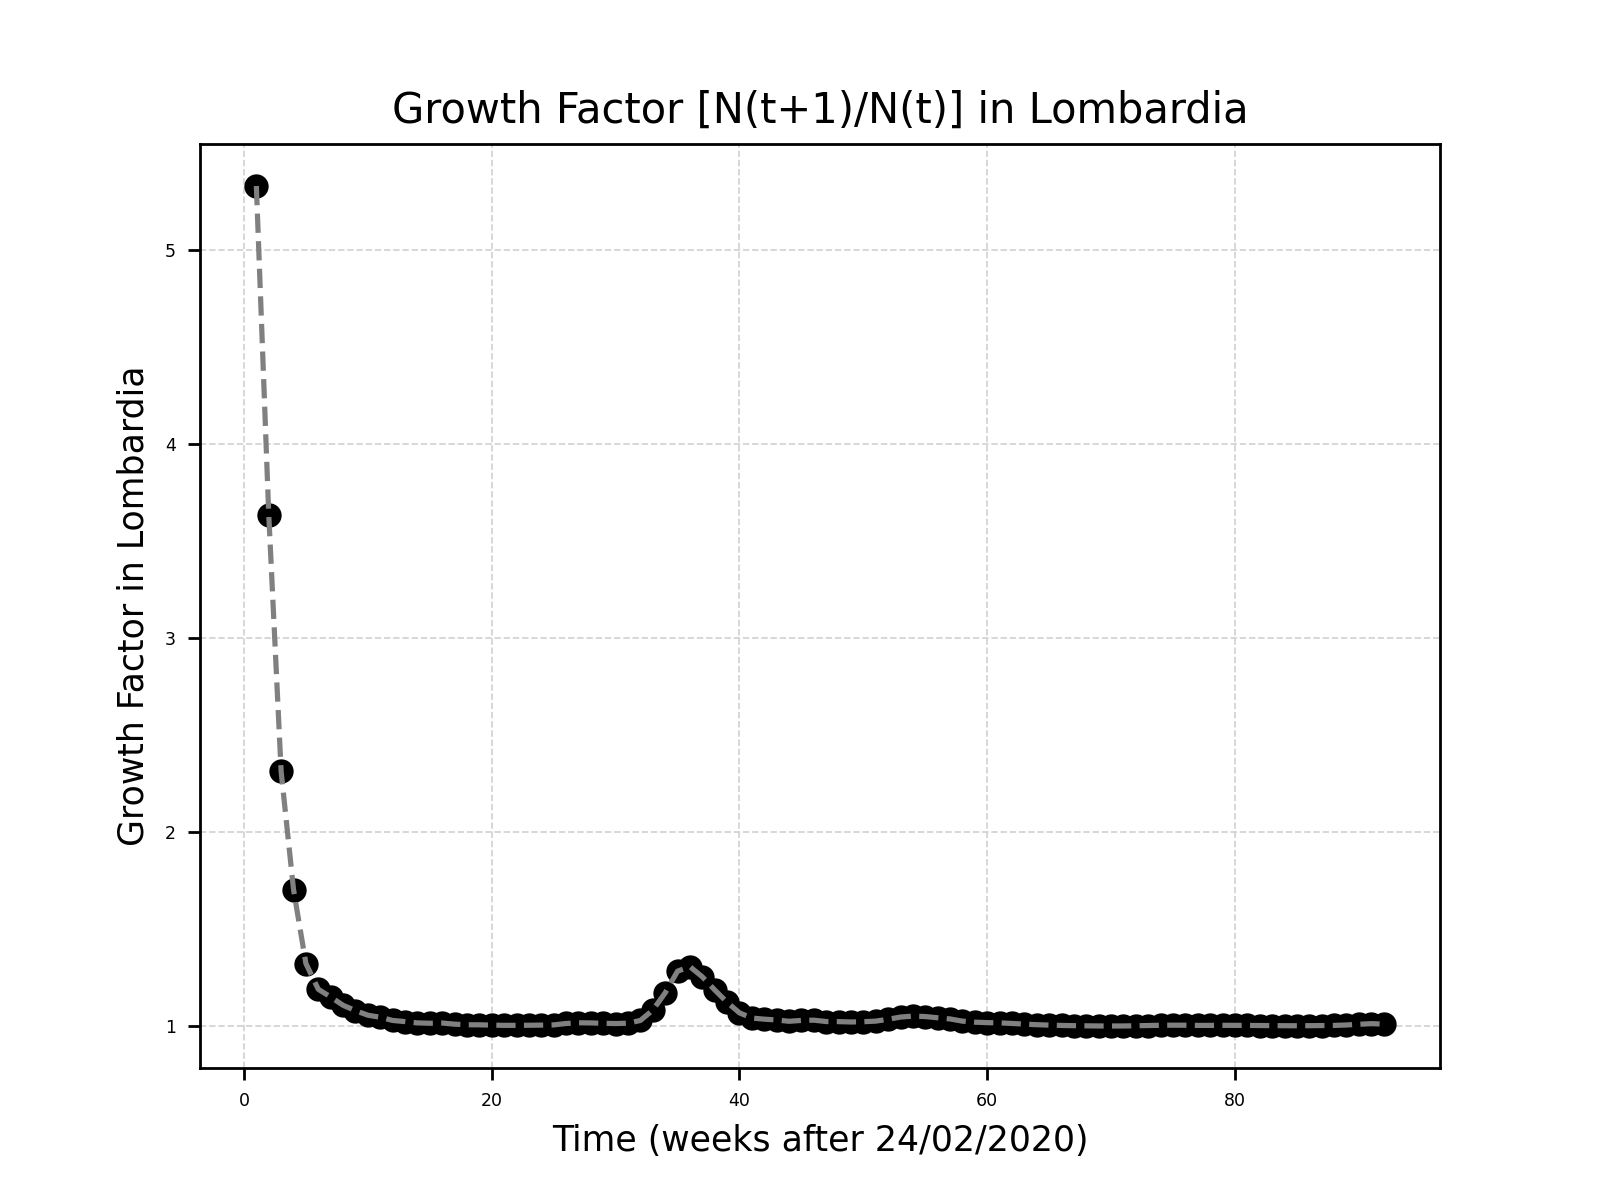 Growth Factor [N(t+1)/N(t)] in Lombardia
Growth Factor in Lombardia
5
4
3
2
1
0 20 40 60 80
Time (weeks after 24/02/2020)